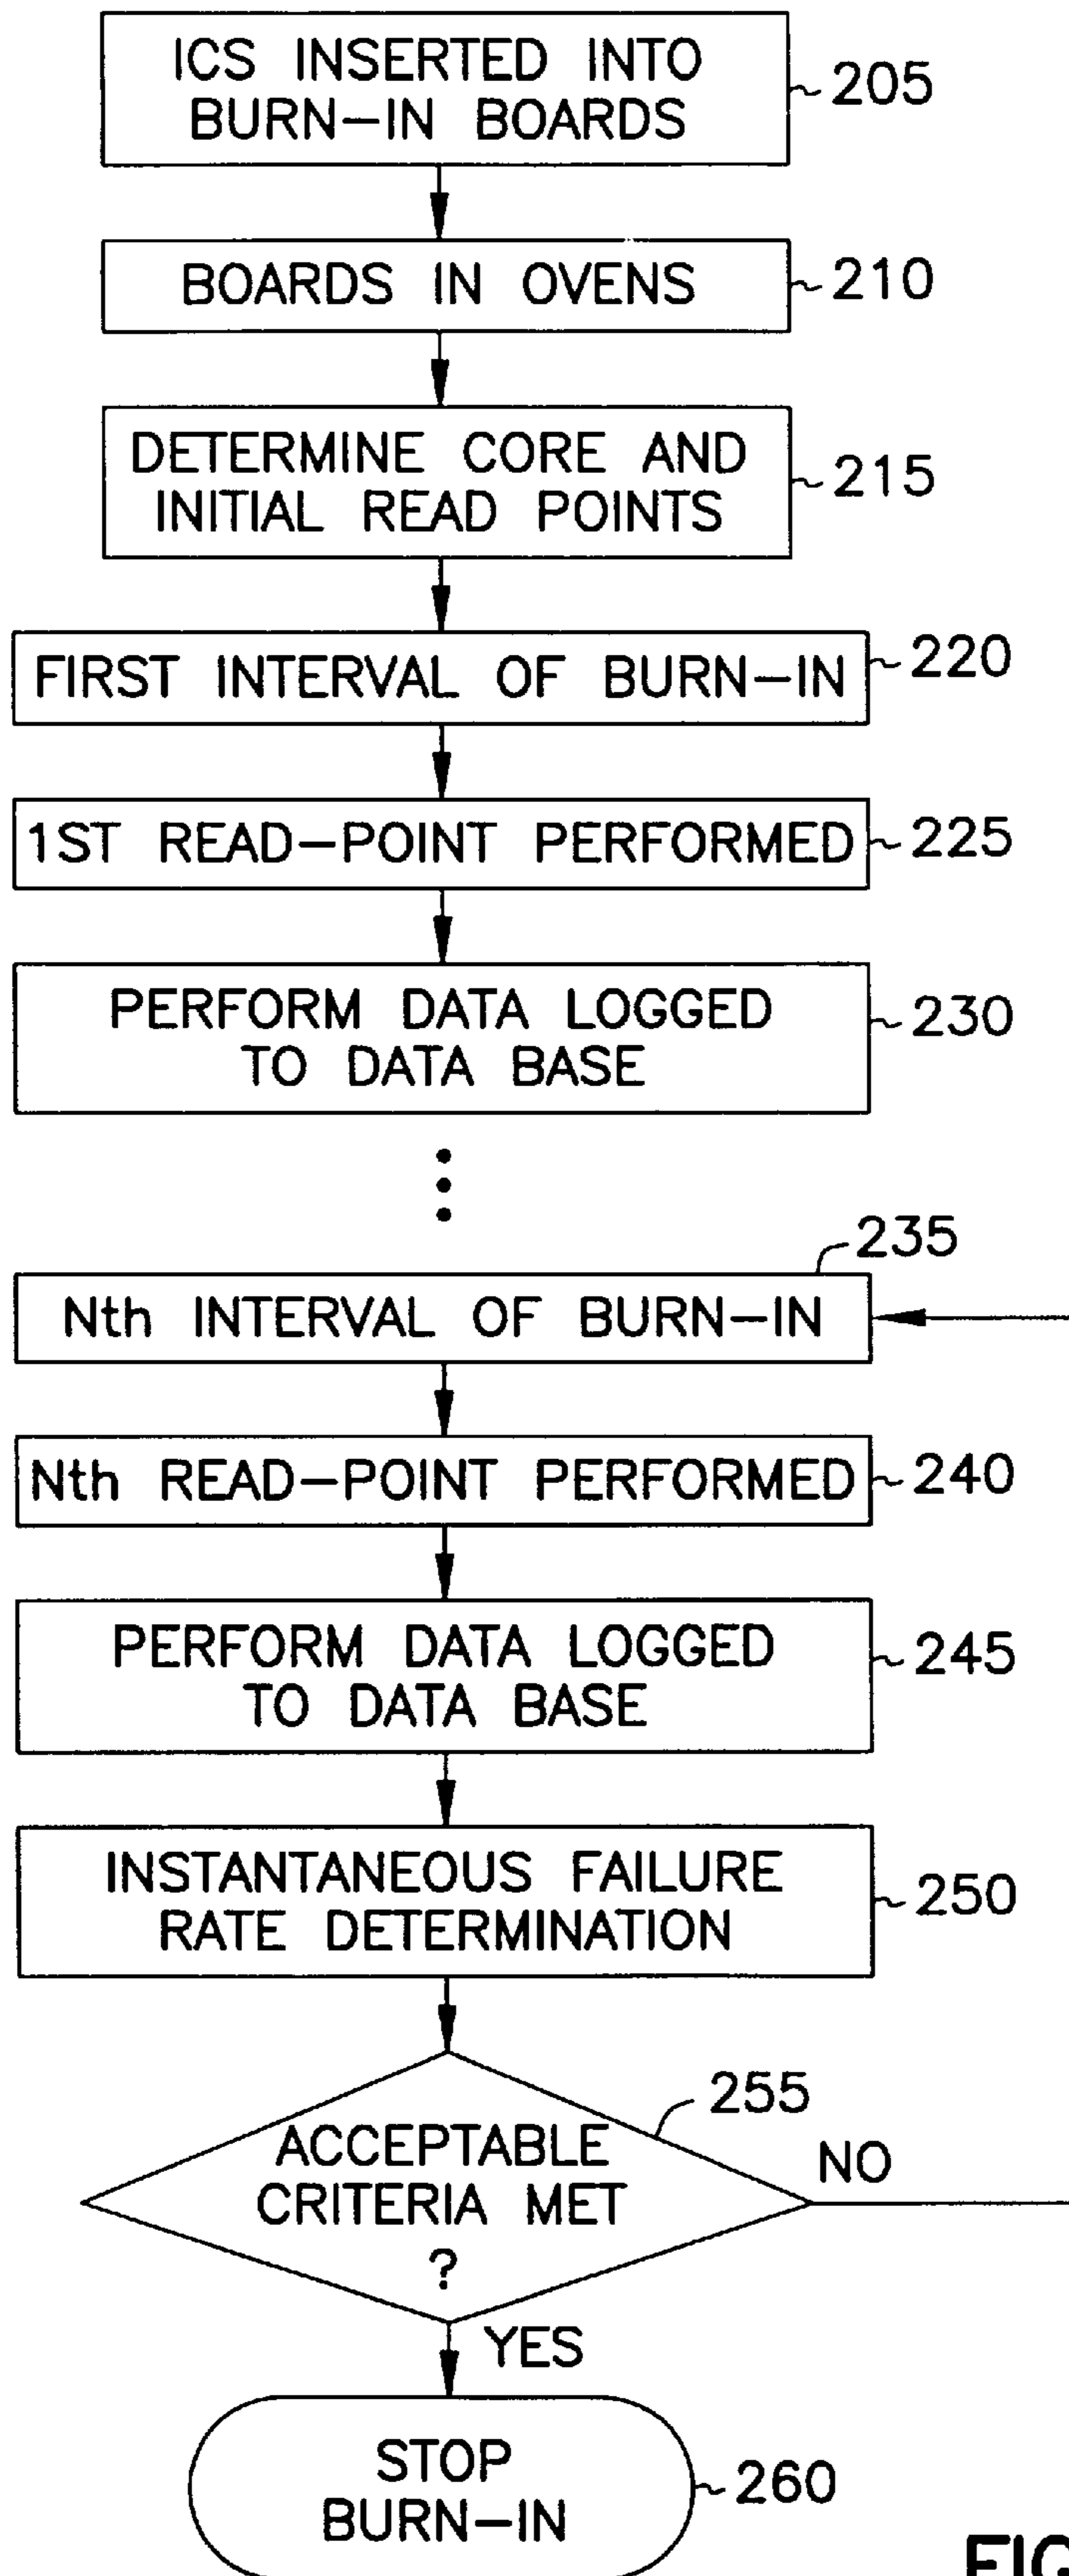 ICS INSERTED INTO
BURN-IN BOARDS
205
BOARDS IN OVENS
210
DETERMINE CORE AND
INITIAL READ POINTS
215
FIRST INTERVAL OF BURN-IN
220
1ST READ-POINT PERFORMED
225
PERFORM DATA LOGGED
TO DATA BASE
230
235
Nth INTERVAL OF BURN-IN
Nth READ-POINT PERFORMED
240
PERFORM DATA LOGGED
TO DATA BASE
245
INSTANTANEOUS FAILURE
RATE DETERMINATION
250
255
ACCEPTABLE
CRITERIA MET
?
NO
YES
STOP
BURN-IN
260
FIG